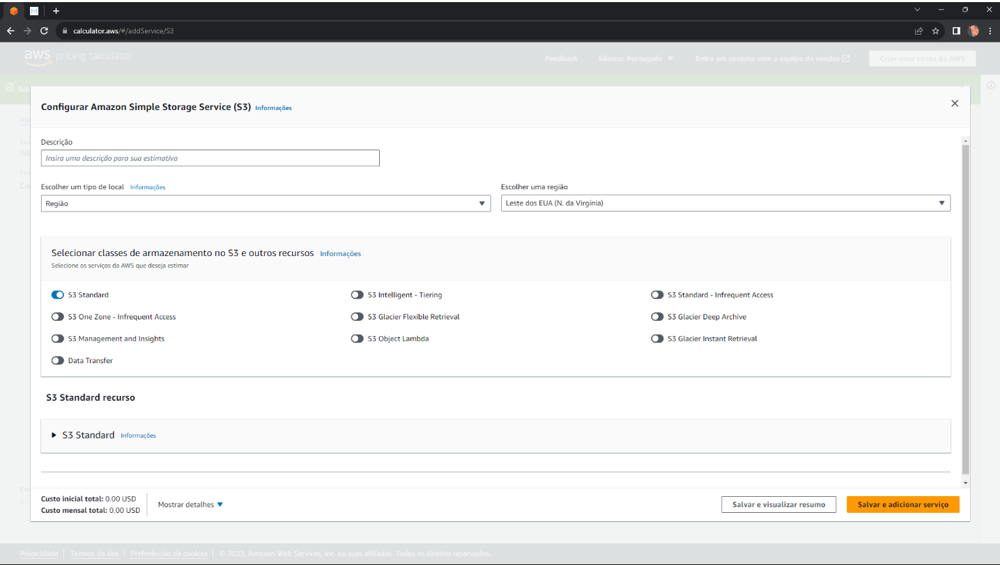 calculator.aws/#/addService/S3
aws pricing calculator
Feedback
Idioma: Português
Entre em contato com a equipe de vendas
Criar uma conta da AWS
Configurar Amazon Simple Storage Service (S3) Informações
Descrição
Insira uma descrição para sua estimativa
Escolher um tipo de local Informações
Região
Escolher uma região
Leste dos EUA (N. da Virgínia)
Selecionar classes de armazenamento no S3 e outros recursos Informações
Selecione os serviços da AWS que deseja estimar
S3 Standard
S3 Intelligent - Tiering
S3 Standard - Infrequent Access
S3 One Zone - Infrequent Access
S3 Glacier Flexible Retrieval
S3 Glacier Deep Archive
S3 Management and Insights
S3 Object Lambda
S3 Glacier Instant Retrieval
Data Transfer
S3 Standard recurso
S3 Standard Informações
Custo inicial total: 0.00 USD
Custo mensal total: 0.00 USD
Mostrar detalhes
Salvar e visualizar resumo
Salvar e adicionar serviço
Privacidade
Termos do site
Preferências de cookies
© 2023, Amazon Web Services, Inc. ou suas afiliadas. Todos os direitos reservados.